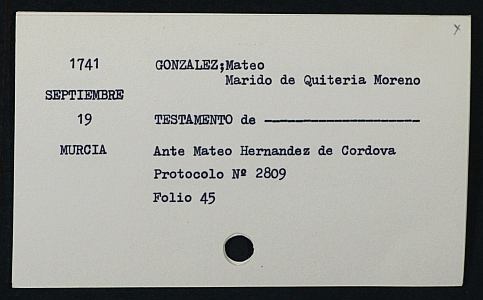 x
1741 GONZALEZ;Mateo
Marido de Quiteria Moreno
SEPTIEMBRE
19 TESTAMENTO de --------------------
MURCIA Ante Mateo Hernandez de Cordova
Protocolo Nº 2809
Folio 45